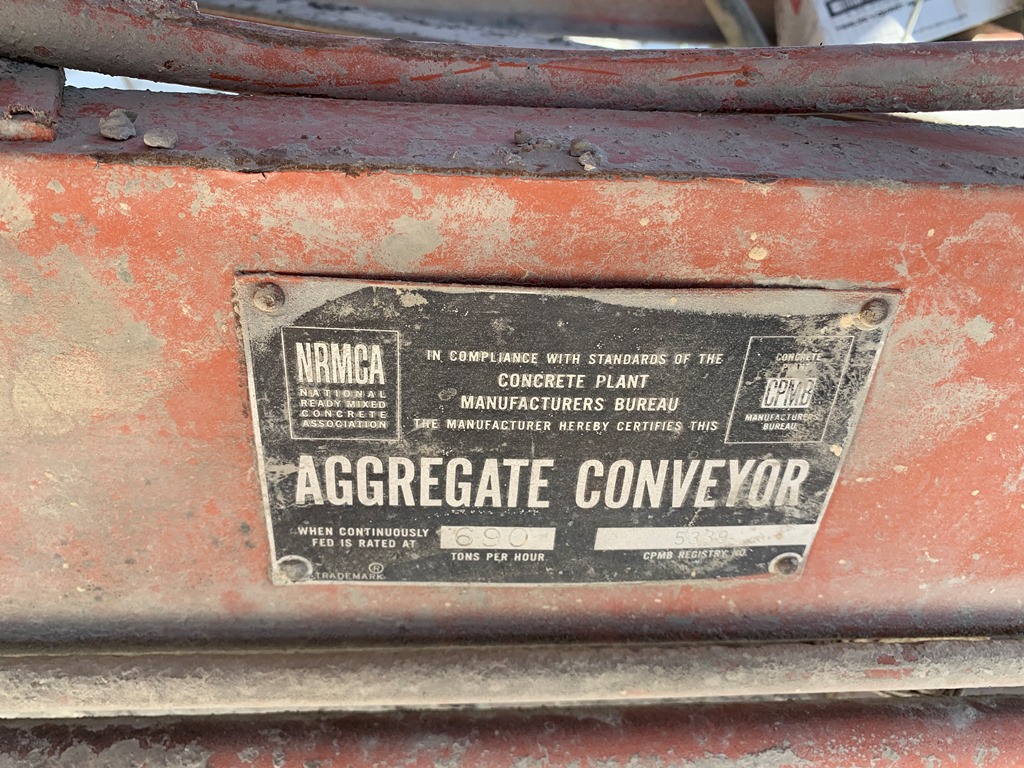 NRMCA
NATIONAL
READY MIXED
CONCRETE
ASSOCIATION
IN COMPLIANCE WITH STANDARDS OF THE
CONCRETE PLANT
MANUFACTURERS BUREAU
THE MANUFACTURER HEREBY CERTIFIES THIS
CONCRETE
CPMB
MANUFACTURERS
BUREAU
AGGREGATE CONVEYOR
WHEN CONTINUOUSLY
FED IS RATED AT
690
TONS PER HOUR
5339
CPMB REGISTRY NO.
® TRADEMARK